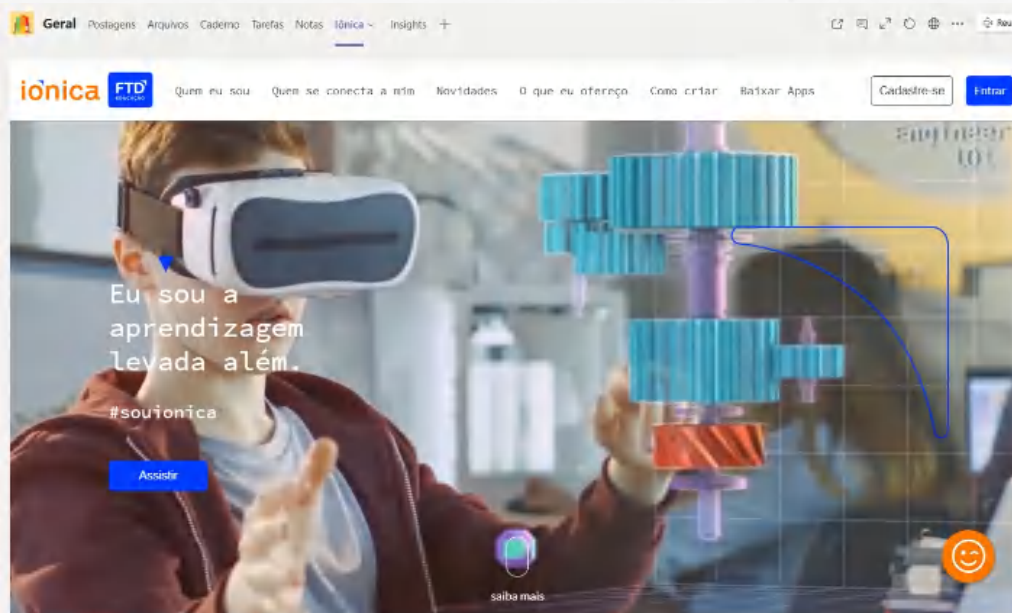 Geral Postagens Arquivos Caderno Tarefas Notas Iônica Insights
iônica FTD EDUCAÇÃO Quem eu sou Quem se conecta a mim Novidades O que eu ofereço Como criar Baixar Apps Cadastre-se Entrar
Eu sou a
aprendizagem
levada além.
#souionica
Assistir
saiba mais